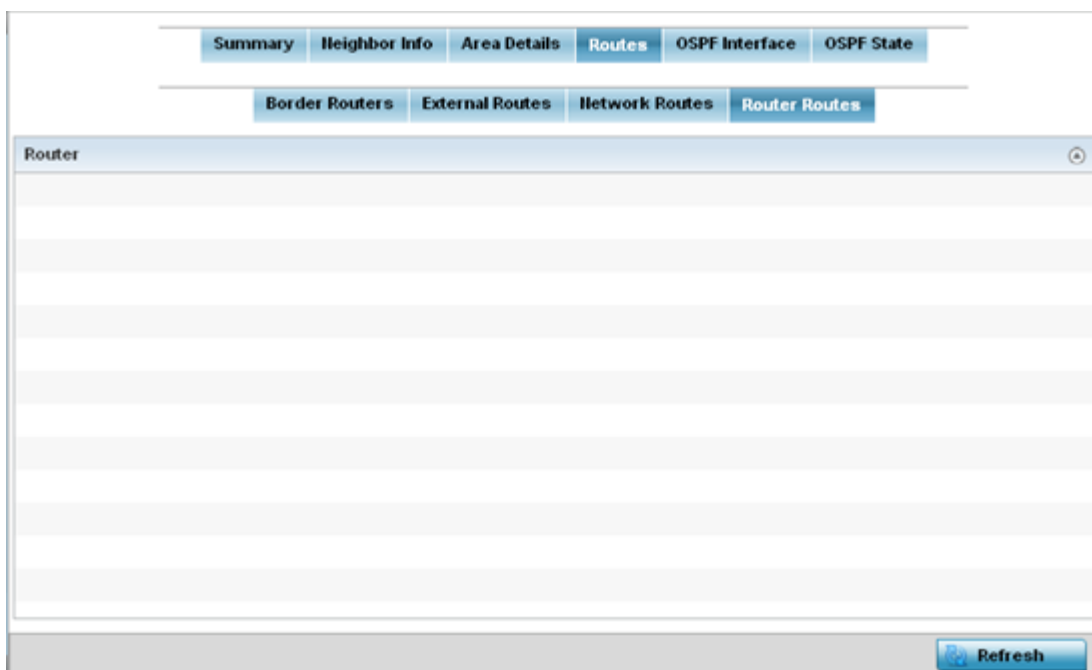 Summary Neighbor Info Area Details Routes OSPF Interface OSPF State
Border Routers External Routes Network Routes Router Routes
Router
Refresh